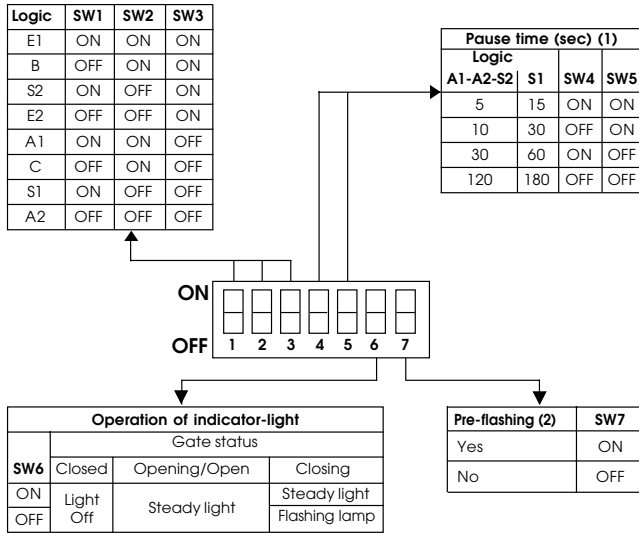 Logic SW1 SW2 SW3
E1 ON ON ON
B OFF ON ON
S2 ON OFF ON
E2 OFF OFF ON
A1 ON ON OFF
C OFF ON OFF
S1 ON OFF OFF
A2 OFF OFF OFF
Pause time (sec) (1)
Logic
A1-A2-S2 S1 SW4 SW5
5 15 ON ON
10 30 OFF ON
30 60 ON OFF
120 180 OFF OFF
ON
OFF 1 2 3 4 5 6 7
Operation of indicator-light
Gate status
SW6 Closed Opening/Open Closing
ON Light Off Steady light Steady light
OFF Flashing lamp
Pre-flashing (2) SW7
Yes ON
No OFF